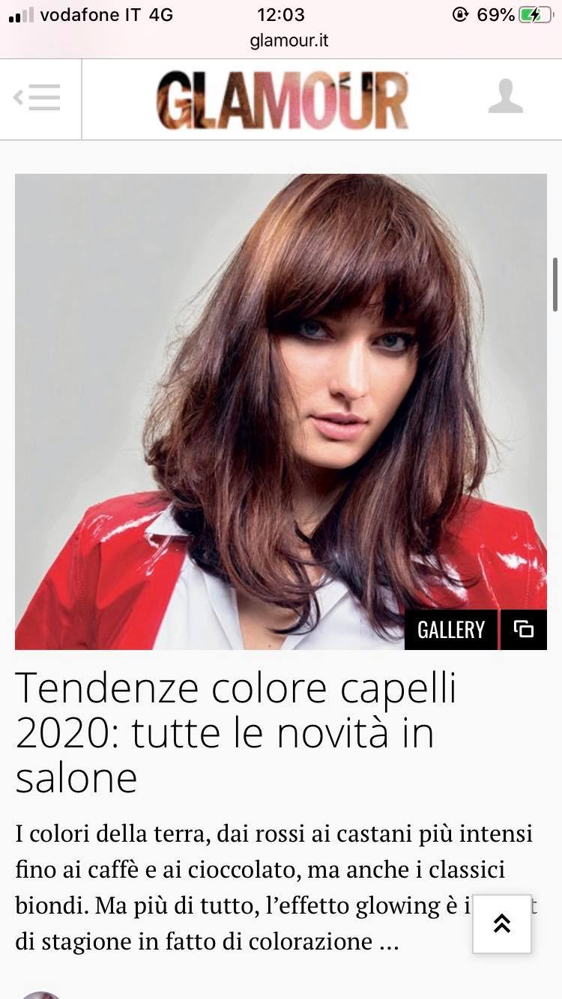 vodafone IT 4G 12:03 69%
glamour.it
GLAMOUR
GALLERY
Tendenze colore capelli
2020: tutte le novità in
salone
I colori della terra, dai rossi ai castani più intensi
fino ai caffè e ai cioccolato, ma anche i classici
biondi. Ma più di tutto, l’effetto glowing è
di stagione in fatto di colorazione ...